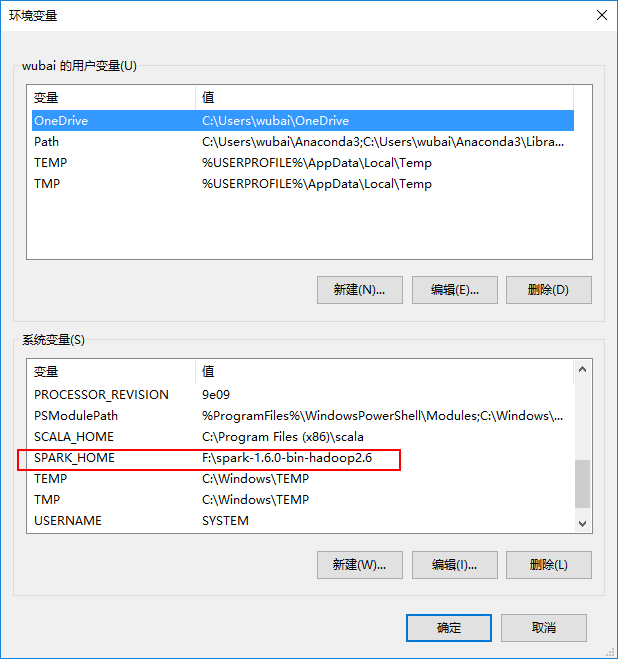 环境变量
wubai 的用户变量(U)
变量 值
OneDrive C:\Users\wubai\OneDrive
Path C:\Users\wubai\Anaconda3;C:\Users\wubai\Anaconda3\Libra...
TEMP %USERPROFILE%\AppData\Local\Temp
TMP %USERPROFILE%\AppData\Local\Temp
新建(N)... 编辑(E)... 删除(D)
系统变量(S)
变量 值
PROCESSOR_REVISION 9e09
PSModulePath %ProgramFiles%\WindowsPowerShell\Modules;C:\Windows\...
SCALA_HOME C:\Program Files (x86)\scala
SPARK_HOME F:\spark-1.6.0-bin-hadoop2.6
TEMP C:\Windows\TEMP
TMP C:\Windows\TEMP
USERNAME SYSTEM
新建(W)... 编辑(I)... 删除(L)
确定 取消